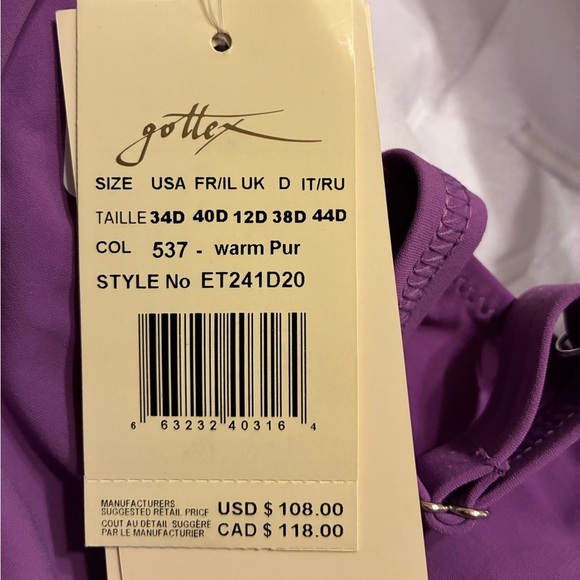 gottex
SIZE USA FR/IL UK D IT/RU
TAILLE 34D 40D 12D 38D 44D
COL 537 - warm Pur
STYLE No ET241D20
6 63232 40316 4
MANUFACTURERS
SUGGESTED RETAIL PRICE USD $ 108.00
COUT AU DÉTAIL SUGGÈRÉ
PAR LE MANUFACTURIER CAD $ 118.00